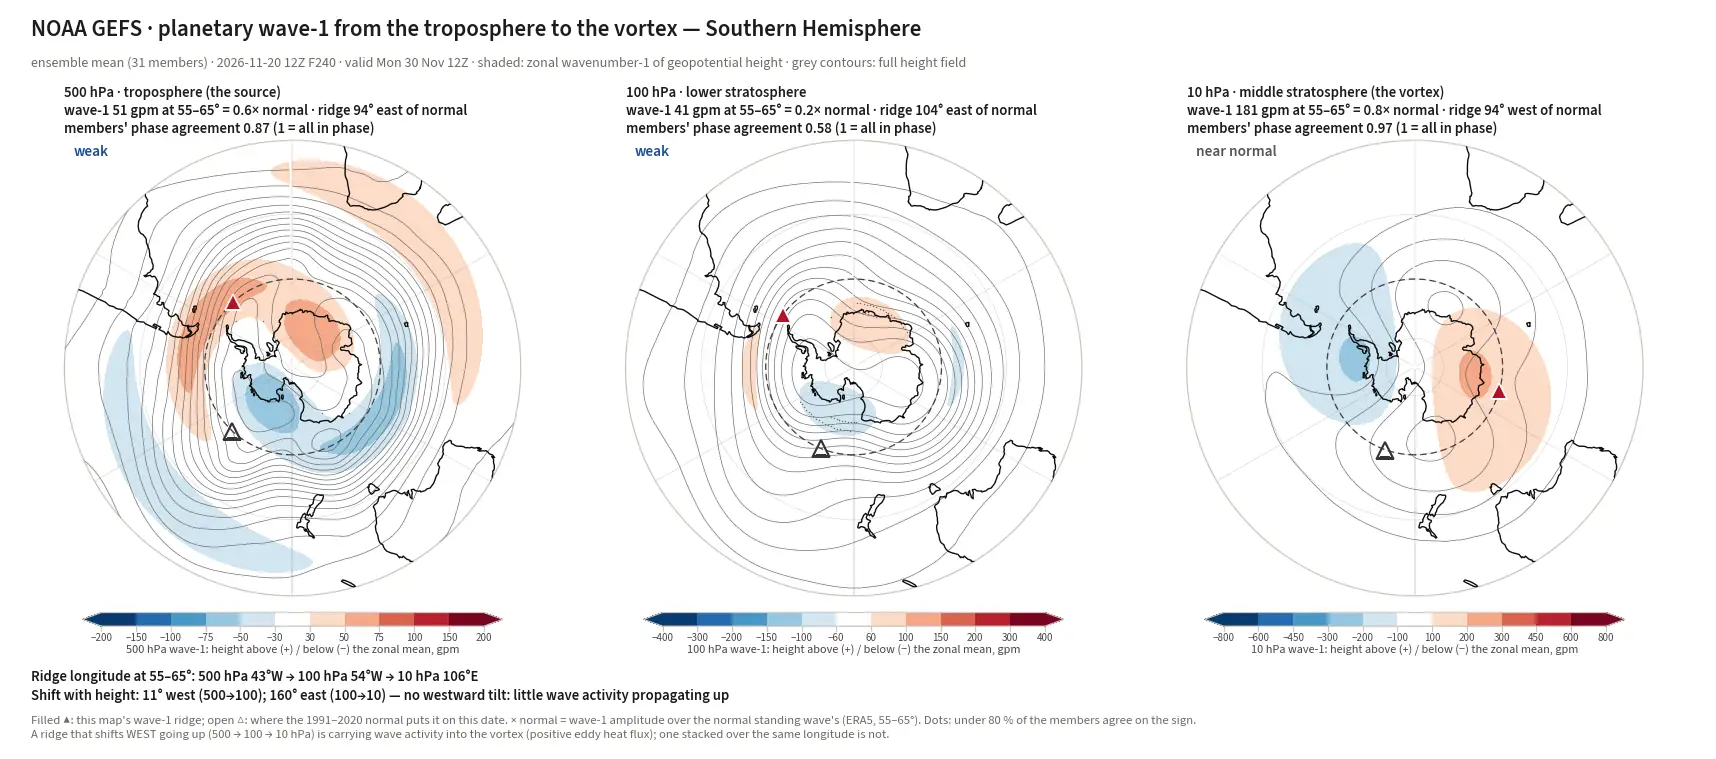 NOAA GEFS · planetary wave-1 from the troposphere to the vortex — Southern Hemisphere
ensemble mean (31 members) · 2026-11-20 12Z F240 · valid Mon 30 Nov 12Z · shaded: zonal wavenumber-1 of geopotential height · grey contours: full height field
500 hPa · troposphere (the source)
wave-1 51 gpm at 55–65° = 0.6× normal · ridge 94° east of normal
members' phase agreement 0.87 (1 = all in phase)
weak
100 hPa · lower stratosphere
wave-1 41 gpm at 55–65° = 0.2× normal · ridge 104° east of normal
members' phase agreement 0.58 (1 = all in phase)
weak
10 hPa · middle stratosphere (the vortex)
wave-1 181 gpm at 55–65° = 0.8× normal · ridge 94° west of normal
members' phase agreement 0.97 (1 = all in phase)
near normal
−200 −150 −100 −75 −50 −30 30 50 75 100 150 200
500 hPa wave-1: height above (+) / below (−) the zonal mean, gpm
−400 −300 −200 −150 −100 −60 60 100 150 200 300 400
100 hPa wave-1: height above (+) / below (−) the zonal mean, gpm
−800 −600 −450 −300 −200 −100 100 200 300 450 600 800
10 hPa wave-1: height above (+) / below (−) the zonal mean, gpm
Ridge longitude at 55–65°: 500 hPa 43°W → 100 hPa 54°W → 10 hPa 106°E
Shift with height: 11° west (500→100); 160° east (100→10) — no westward tilt: little wave activity propagating up
Filled ▲: this map's wave-1 ridge; open △: where the 1991–2020 normal puts it on this date. × normal = wave-1 amplitude over the normal standing wave's (ERA5, 55–65°). Dots: under 80 % of the members agree on the sign.
A ridge that shifts WEST going up (500 → 100 → 10 hPa) is carrying wave activity into the vortex (positive eddy heat flux); one stacked over the same longitude is not.